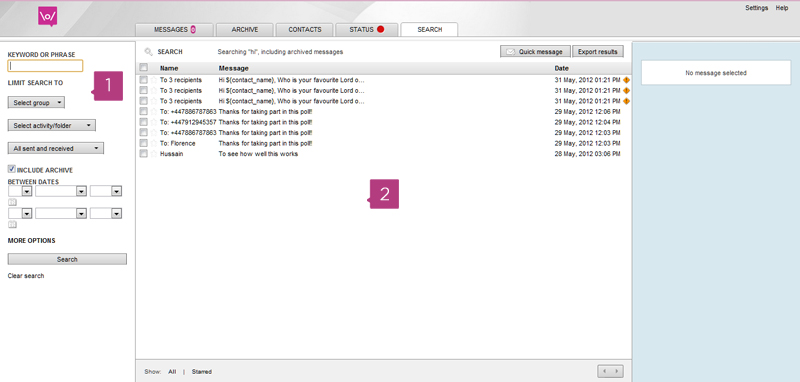 Settings Help
\o/
MESSAGES 0 ARCHIVE CONTACTS STATUS SEARCH
KEYWORD OR PHRASE
LIMIT SEARCH TO
1
Select group
Select activity/folder
All sent and received
INCLUDE ARCHIVE
BETWEEN DATES
MORE OPTIONS
Search
Clear search
SEARCH Searching "hi", including archived messages Quick message Export results
Name Message Date
To 3 recipients Hi ${contact_name}, Who is your favourite Lord o... 31 May, 2012 01:21 PM
To 3 recipients Hi ${contact_name}, Who is your favourite Lord o... 31 May, 2012 01:21 PM
To 3 recipients Hi ${contact_name}, Who is your favourite Lord o... 31 May, 2012 01:21 PM
To: +447886787863 Thanks for taking part in this poll! 29 May, 2012 12:06 PM
To: +447912945357 Thanks for taking part in this poll! 29 May, 2012 12:04 PM
To: +447886787863 Thanks for taking part in this poll! 29 May, 2012 12:03 PM
To: Florence Thanks for taking part in this poll! 29 May, 2012 12:03 PM
Hussain To see how well this works 28 May, 2012 03:06 PM
2
Show: All | Starred
No message selected